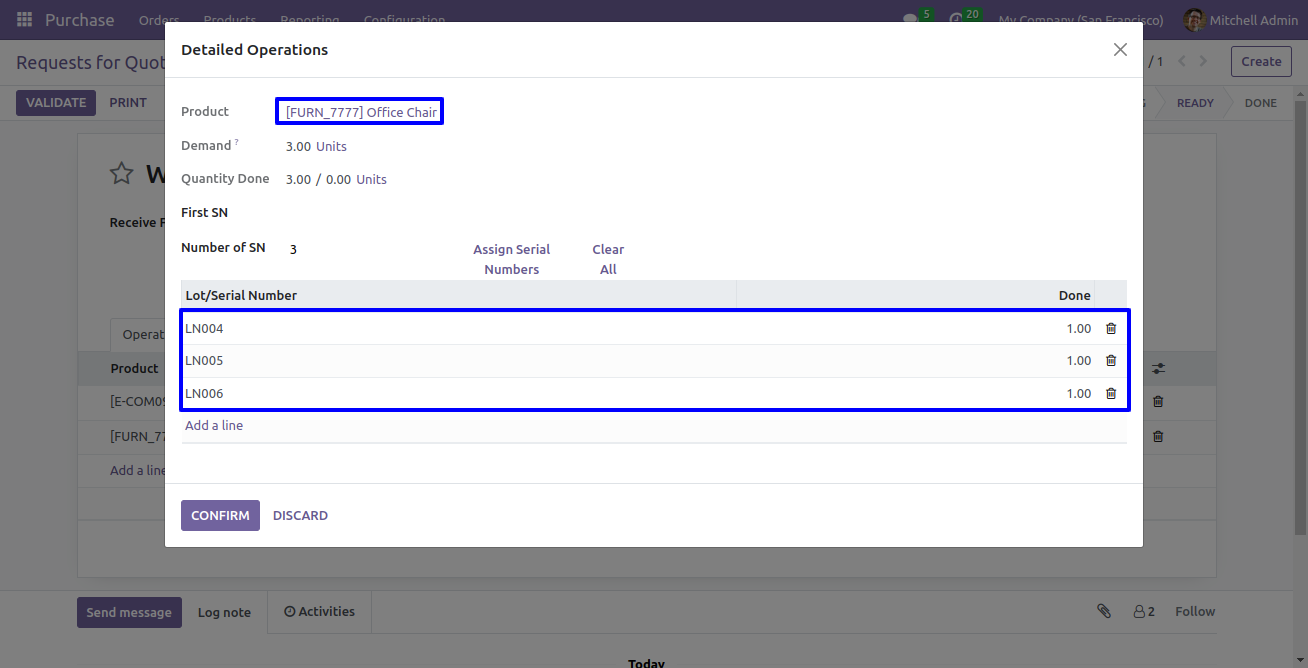 Purchase Orders Products Reporting Configuration 5 20 My Company (San Francisco) Mitchell Admin
Requests for Quot / 1 Create
VALIDATE PRINT READY DONE
Detailed Operations
Product [FURN_7777] Office Chair
Demand ? 3.00 Units
Quantity Done 3.00 / 0.00 Units
First SN
Number of SN 3 Assign Serial Numbers Clear All
Lot/Serial Number Done
LN004 1.00
LN005 1.00
LN006 1.00
Add a line
CONFIRM DISCARD
W
Receive F
Operat
Product
[E-COM09
[FURN_77
Add a line
Send message Log note Activities 2 Follow
Today